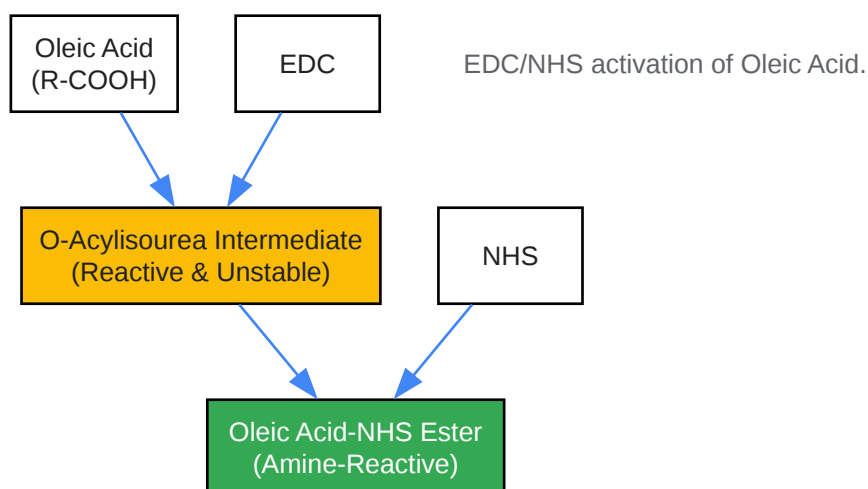 Oleic Acid
(R-COOH)
EDC
EDC/NHS activation of Oleic Acid.
O-Acylisourea Intermediate
(Reactive & Unstable)
NHS
Oleic Acid-NHS Ester
(Amine-Reactive)